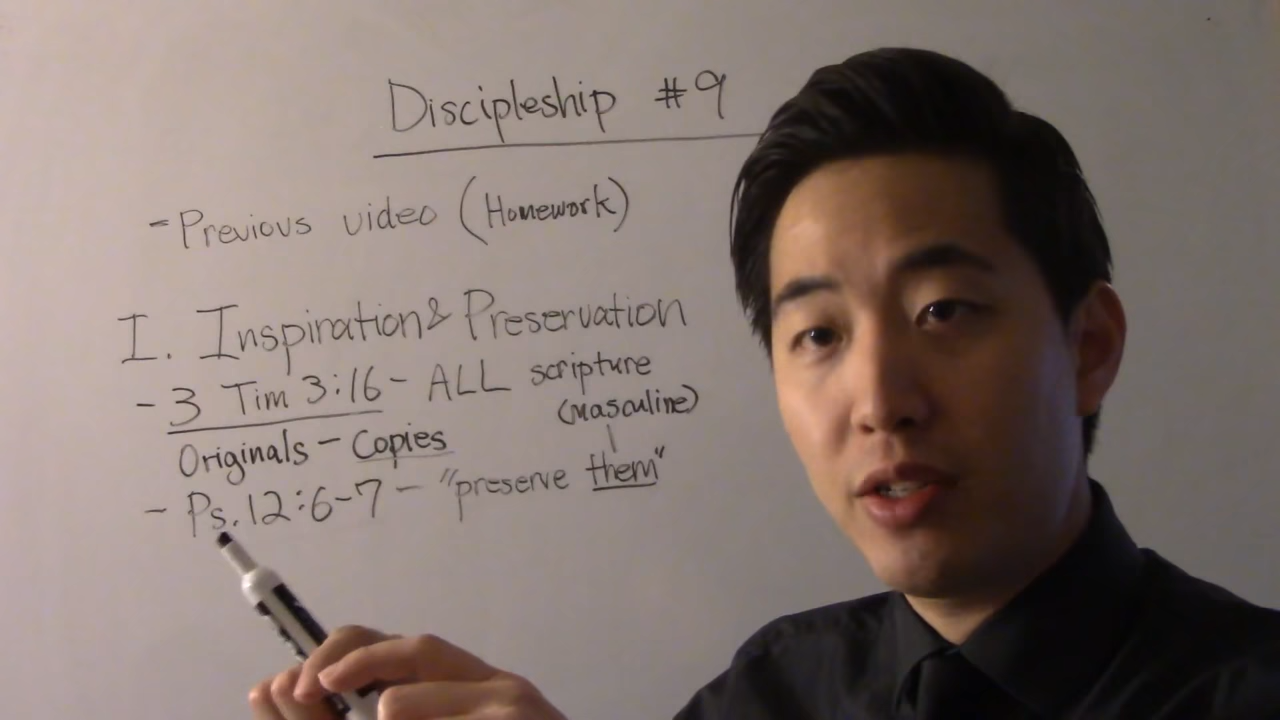 Discipleship #9
- Previous video (Homework)
I. Inspiration & Preservation
- 3 Tim 3:16 - ALL scripture
(masculine)
Originals - Copies
- Ps. 12:6-7 - "preserve them"